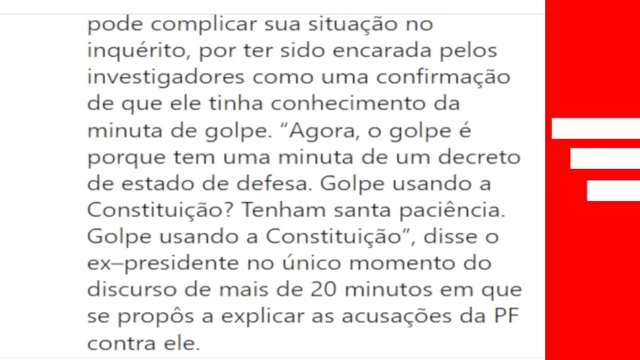 pode complicar sua situação no
inquérito, por ter sido encarada pelos
investigadores como uma confirmação
de que ele tinha conhecimento da
minuta de golpe. “Agora, o golpe é
porque tem uma minuta de um decreto
de estado de defesa. Golpe usando a
Constituição? Tenham santa paciência.
Golpe usando a Constituição”, disse o
ex–presidente no único momento do
discurso de mais de 20 minutos em que
se propôs a explicar as acusações da PF
contra ele.